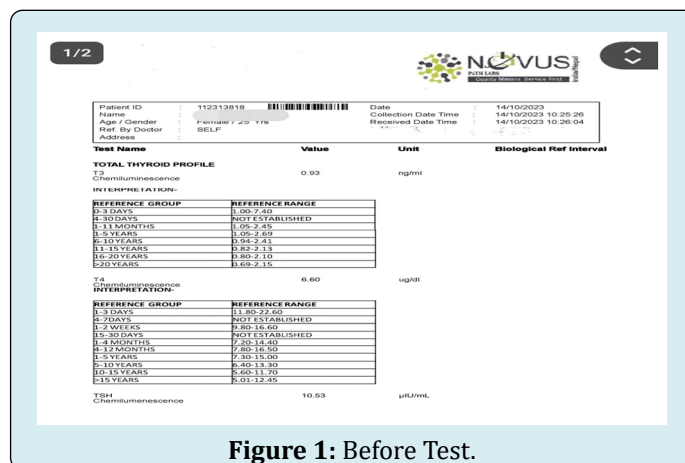 1/2
NOVUS
PATH LABS
Quality Matters Service First
India/Nepal
Patient ID : 112313818 Date : 14/10/2023
Name : Collection Date Time : 14/10/2023 10:25:26
Age / Gender : Female / 25 Yrs Received Date Time : 14/10/2023 10:26:04
Ref. By Doctor : SELF
Address :
Test Name Value Unit Biological Ref Interval
TOTAL THYROID PROFILE
T3 0.93 ng/ml
Chemiluminescence
INTERPRETATION-
REFERENCE GROUP REFERENCE RANGE
0-3 DAYS 1.00-7.40
4-30 DAYS NOT ESTABLISHED
1-11 MONTHS 1.05-2.45
1-5 YEARS 1.05-2.69
6-10 YEARS 0.94-2.41
11-15 YEARS 0.82-2.13
16-20 YEARS 0.80-2.10
>20 YEARS 0.69-2.15
T4 6.60 ug/dl
Chemiluminescence
INTERPRETATION-
REFERENCE GROUP REFERENCE RANGE
1-3 DAYS 11.80-22.60
4-7DAYS NOT ESTABLISHED
1-2 WEEKS 9.80-16.60
15-30 DAYS NOT ESTABLISHED
1-4 MONTHS 7.20-14.40
4-12 MONTHS 7.80-16.50
1-5 YEARS 7.30-15.00
5-10 YEARS 6.40-13.30
10-15 YEARS 5.60-11.70
>15 YEARS 5.01-12.45
TSH 10.53 µIU/mL
Chemilumenescence
Figure 1: Before Test.